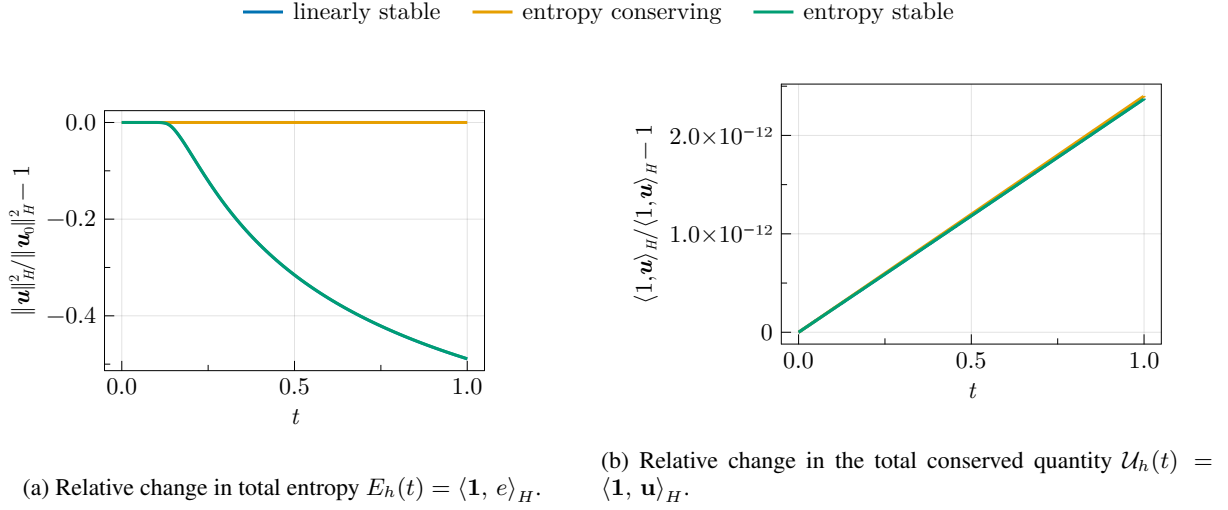 linearly stable entropy conserving entropy stable
‖u‖²_H/‖u₀‖²_H − 1
0.0
−0.2
−0.4
0.0 0.5 1.0
t
(a) Relative change in total entropy E_h(t) = ⟨1, e⟩_H.
⟨1,u⟩_H/⟨1,u⟩_H − 1
2.0×10⁻¹²
1.0×10⁻¹²
0
0.0 0.5 1.0
t
(b) Relative change in the total conserved quantity 𝒰_h(t) =
⟨1, u⟩_H.